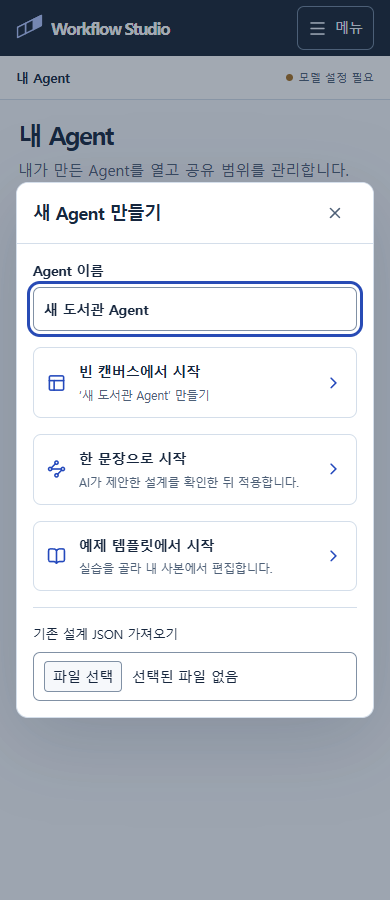 Workflow Studio
메뉴
내 Agent
모델 설정 필요
내 Agent
내가 만든 Agent를 열고 공유 범위를 관리합니다.
새 Agent 만들기
Agent 이름
새 도서관 Agent
빈 캔버스에서 시작
'새 도서관 Agent' 만들기
한 문장으로 시작
AI가 제안한 설계를 확인한 뒤 적용합니다.
예제 템플릿에서 시작
실습을 골라 내 사본에서 편집합니다.
기존 설계 JSON 가져오기
파일 선택 선택된 파일 없음